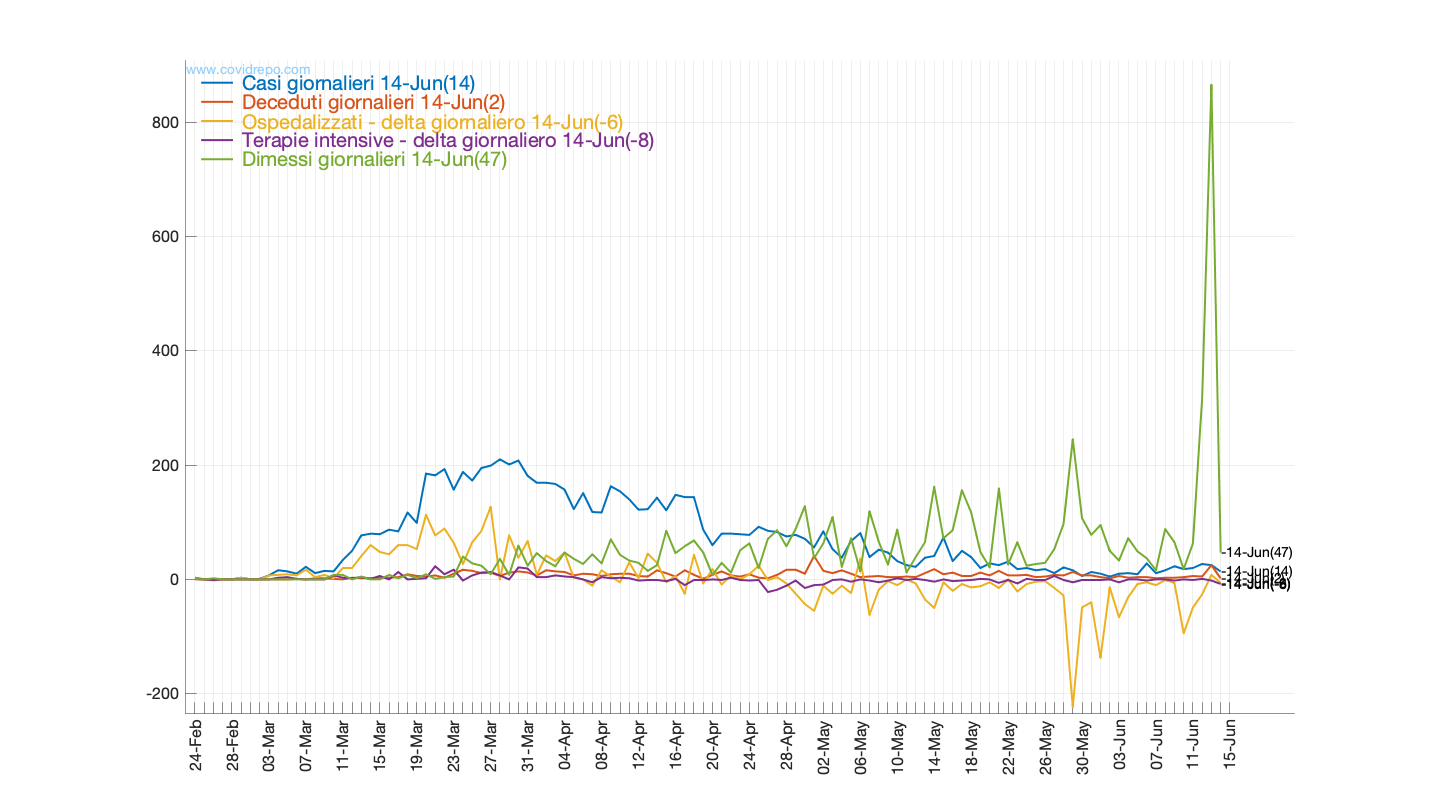 www.covidrepo.com
Casi giornalieri 14-Jun(14)
Deceduti giornalieri 14-Jun(2)
Ospedalizzati - delta giornaliero 14-Jun(-6)
Terapie intensive - delta giornaliero 14-Jun(-8)
Dimessi giornalieri 14-Jun(47)
800
600
400
200
0
-200
-14-Jun(47)
-14-Jun(14)
-14-Jun(-8)
24-Feb
28-Feb
03-Mar
07-Mar
11-Mar
15-Mar
19-Mar
23-Mar
27-Mar
31-Mar
04-Apr
08-Apr
12-Apr
16-Apr
20-Apr
24-Apr
28-Apr
02-May
06-May
10-May
14-May
18-May
22-May
26-May
30-May
03-Jun
07-Jun
11-Jun
15-Jun